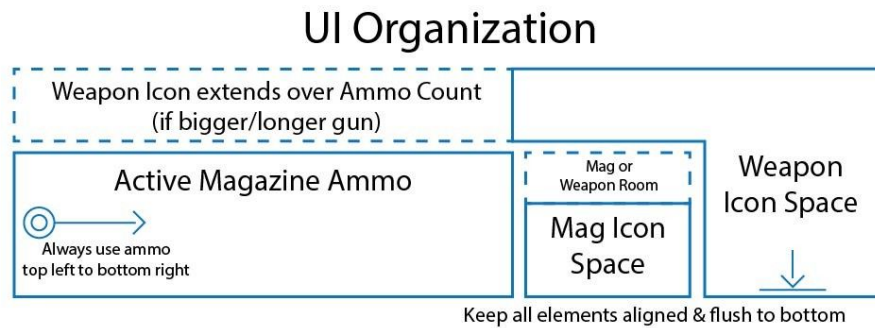 UI Organization
Weapon Icon extends over Ammo Count
(if bigger/longer gun)
Active Magazine Ammo
Always use ammo
top left to bottom right
Mag or
Weapon Room
Mag Icon
Space
Weapon
Icon Space
Keep all elements aligned & flush to bottom